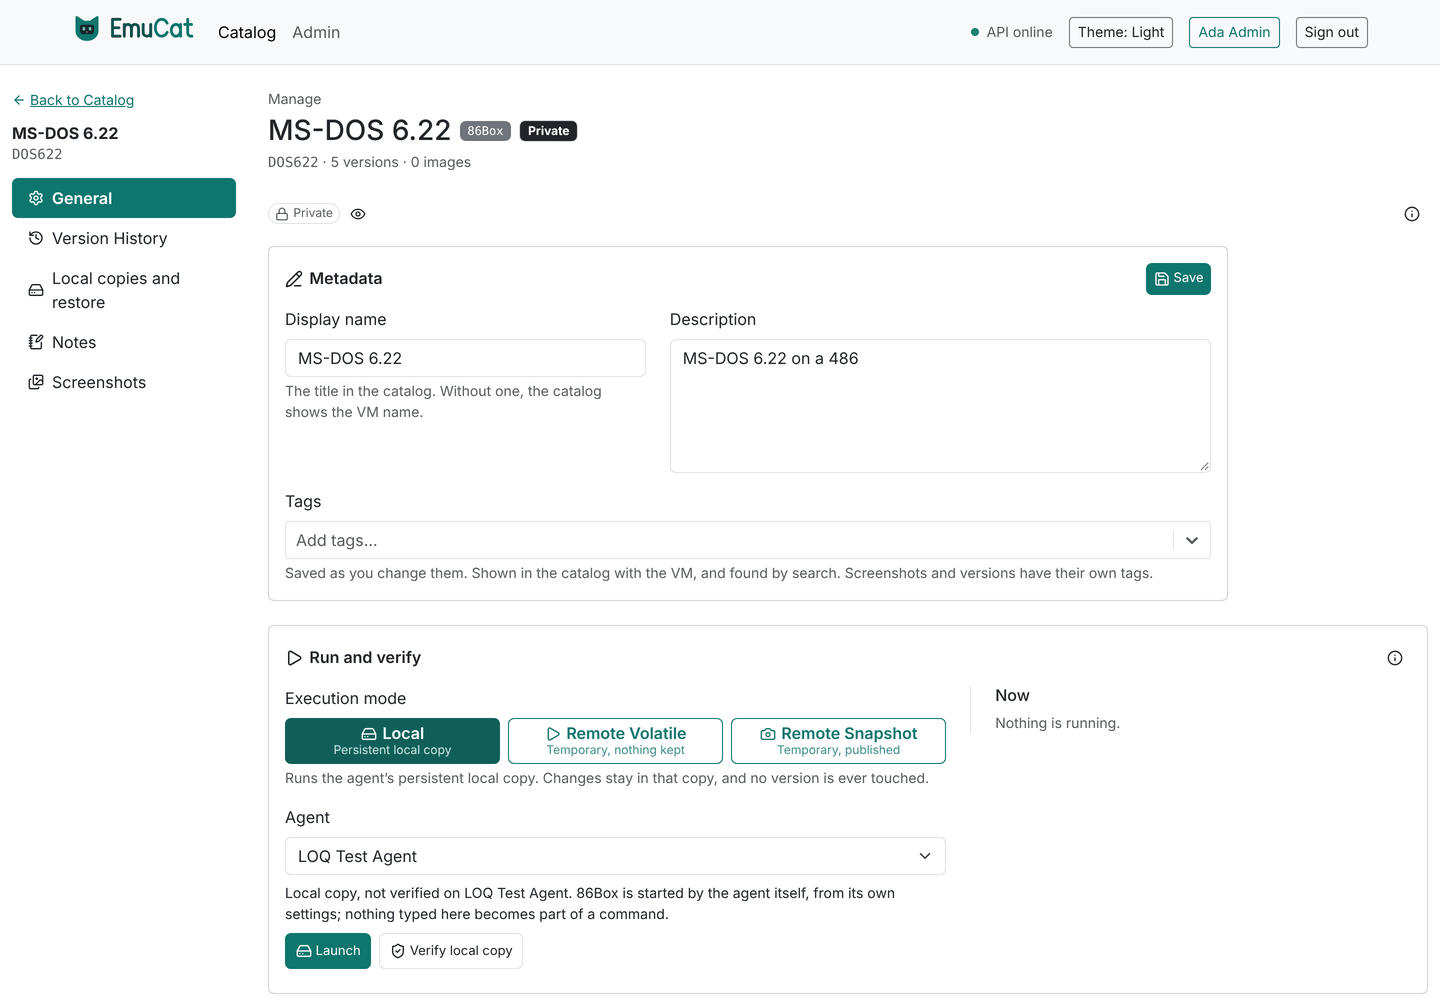 EmuCat
Catalog
Admin
API online
Theme: Light
Ada Admin
Sign out
Back to Catalog
MS-DOS 6.22
DOS622
General
Version History
Local copies and
restore
Notes
Screenshots
Manage
MS-DOS 6.22 86Box Private
DOS622 · 5 versions · 0 images
Private
Metadata
Save
Display name
MS-DOS 6.22
The title in the catalog. Without one, the catalog
shows the VM name.
Description
MS-DOS 6.22 on a 486
Tags
Add tags...
Saved as you change them. Shown in the catalog with the VM, and found by search. Screenshots and versions have their own tags.
Run and verify
Execution mode
Local
Persistent local copy
Remote Volatile
Temporary, nothing kept
Remote Snapshot
Temporary, published
Runs the agent's persistent local copy. Changes stay in that copy, and no version is ever touched.
Agent
LOQ Test Agent
Local copy, not verified on LOQ Test Agent. 86Box is started by the agent itself, from its own
settings; nothing typed here becomes part of a command.
Launch
Verify local copy
Now
Nothing is running.